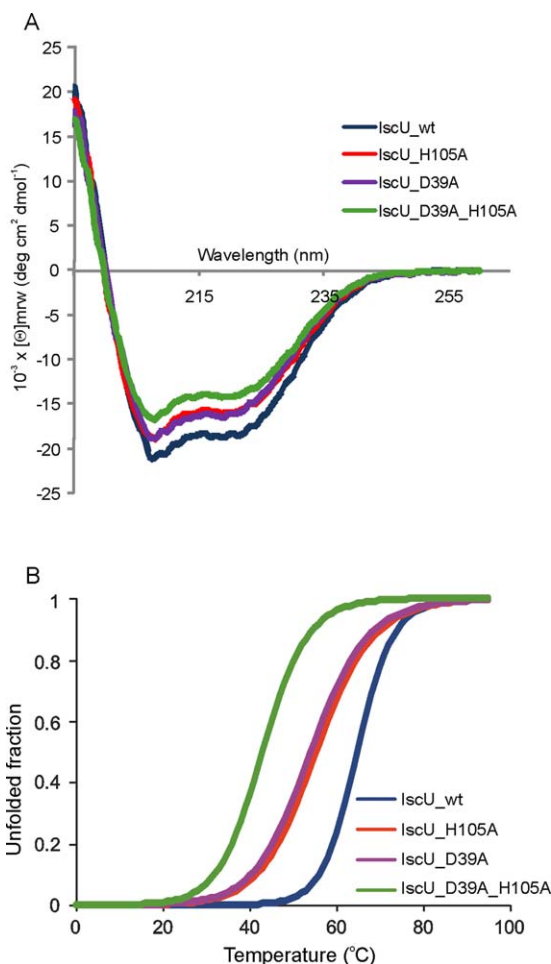 A
25
20
15
10
5
0
-5
-10
-15
-20
-25
10⁻³ x [Θ]mrw (deg cm² dmol⁻¹)
Wavelength (nm)
215
235
255
IscU_wt
IscU_H105A
IscU_D39A
IscU_D39A_H105A
B
1
0.8
0.6
0.4
0.2
0
Unfolded fraction
IscU_wt
IscU_H105A
IscU_D39A
IscU_D39A_H105A
0 20 40 60 80 100
Temperature (°C)